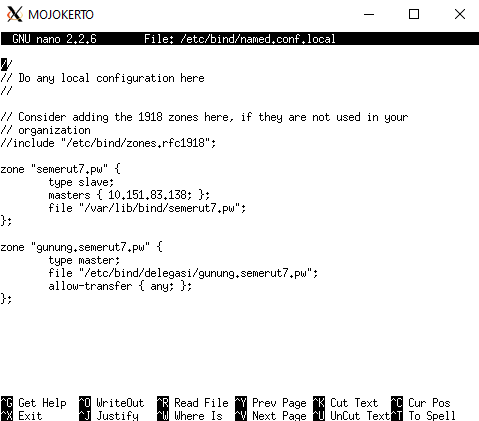 MOJOKERTO
GNU nano 2.2.6 File: /etc/bind/named.conf.local
//
// Do any local configuration here
//
// Consider adding the 1918 zones here, if they are not used in your
// organization
//include "/etc/bind/zones.rfc1918";
zone "semerut7.pw" {
type slave;
masters { 10.151.83.138; };
file "/var/lib/bind/semerut7.pw";
};
zone "gunung.semerut7.pw" {
type master;
file "/etc/bind/delegasi/gunung.semerut7.pw";
allow-transfer { any; };
};
^G Get Help ^O WriteOut ^R Read File ^Y Prev Page ^K Cut Text ^C Cur Pos
^X Exit ^J Justify ^W Where Is ^V Next Page ^U UnCut Text ^T To Spell